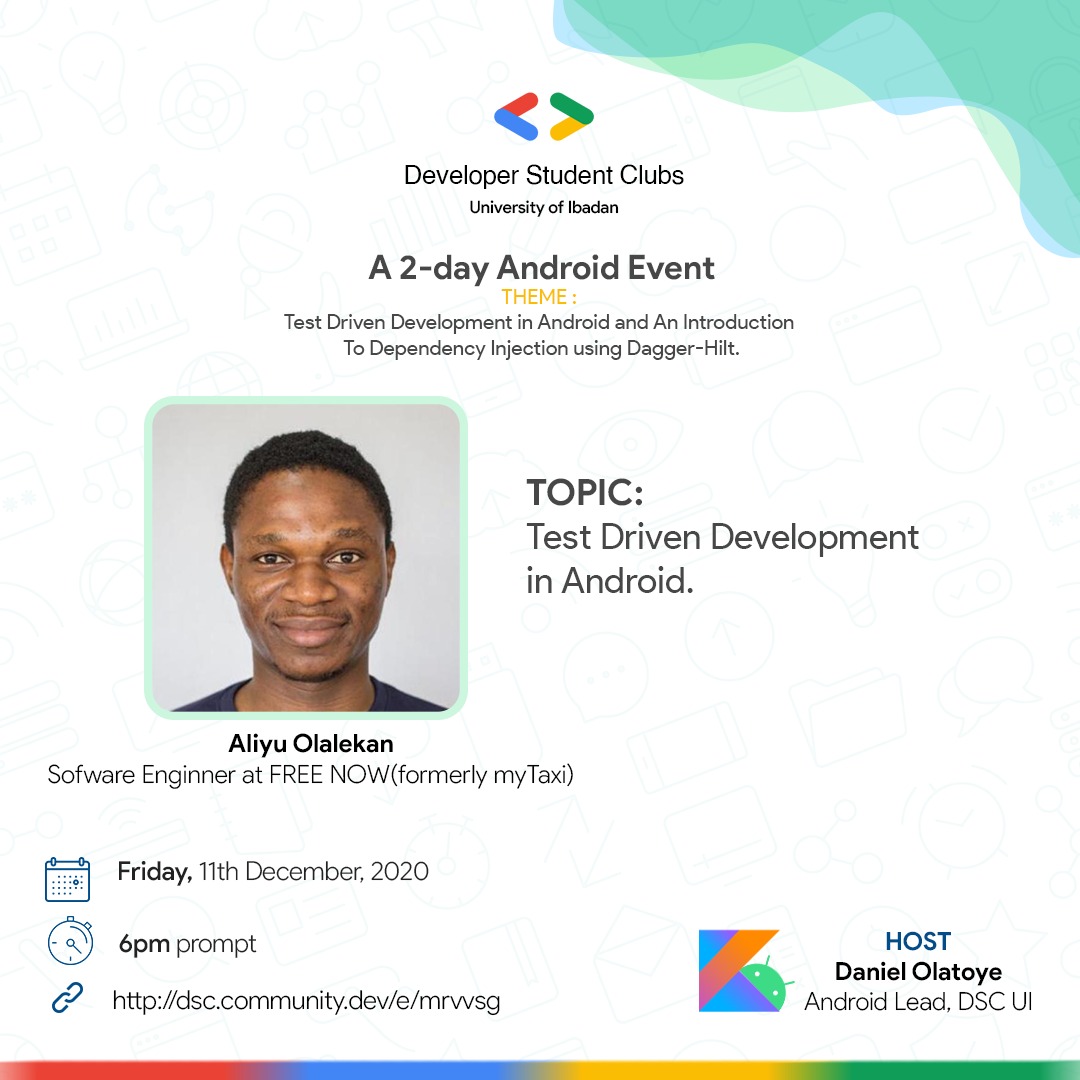 Developer Student Clubs
University of Ibadan
A 2-day Android Event
THEME :
Test Driven Development in Android and An Introduction
To Dependency Injection using Dagger-Hilt.
TOPIC:
Test Driven Development
in Android.
Aliyu Olalekan
Sofware Enginner at FREE NOW(formerly myTaxi)
Friday, 11th December, 2020
6pm prompt
http://dsc.community.dev/e/mrvvsg
HOST
Daniel Olatoye
Android Lead, DSC UI